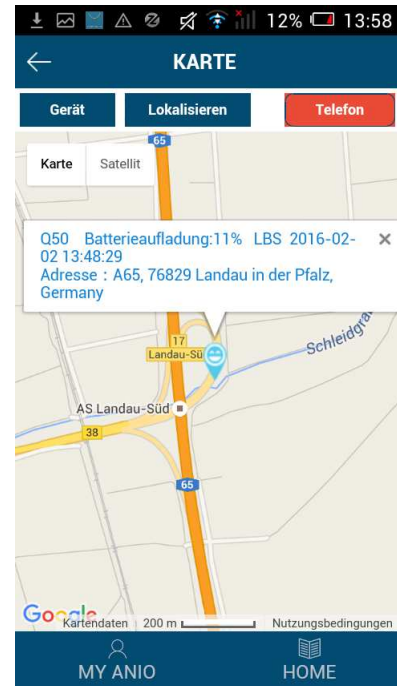 12% 13:58
KARTE
Gerät Lokalisieren Telefon
65
Karte Satellit
Q50 Batterieaufladung:11% LBS 2016-02-
02 13:48:29
Adresse : A65, 76829 Landau in der Pfalz,
Germany
17
Landau-Sü
Schleidgra
AS Landau-Süd
38
65
Google
Kartendaten 200 m Nutzungsbedingungen
MY ANIO HOME